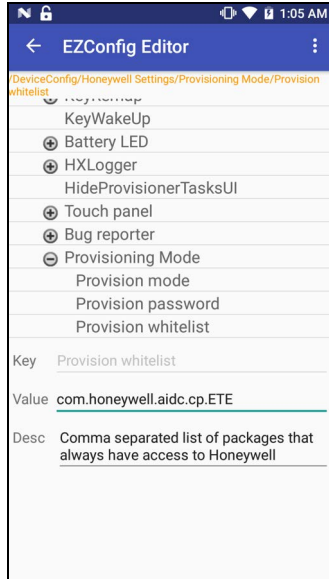 1:05 AM
EZConfig Editor
/DeviceConfig/Honeywell Settings/Provisioning Mode/Provision
whitelist
KeyRemap
KeyWakeUp
Battery LED
HXLogger
HideProvisionerTasksUI
Touch panel
Bug reporter
Provisioning Mode
Provision mode
Provision password
Provision whitelist
Key Provision whitelist
Value com.honeywell.aidc.cp.ETE
Desc Comma separated list of packages that
always have access to Honeywell